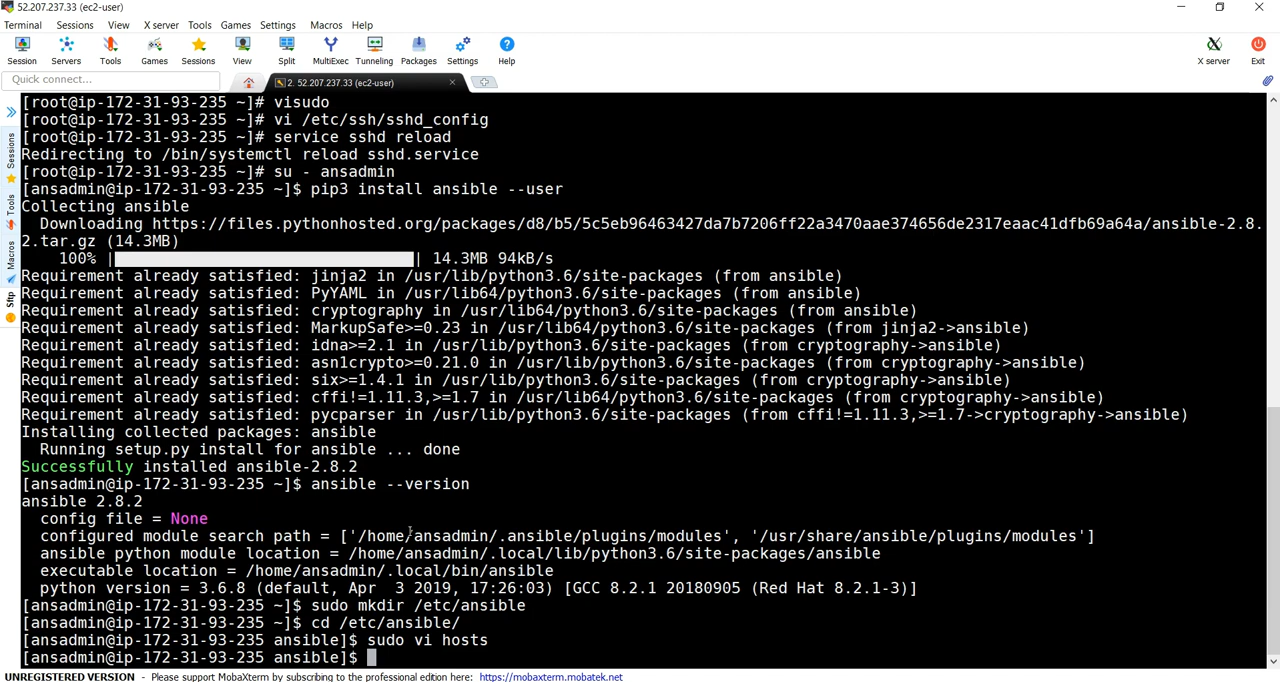 52.207.237.33 (ec2-user)
Terminal Sessions View X server Tools Games Settings Macros Help
Session Servers Tools Games Sessions View Split MultiExec Tunneling Packages Settings Help X server Exit
Quick connect...
2. 52.207.237.33 (ec2-user)
Sessions
Tools
Macros
Sftp
[root@ip-172-31-93-235 ~]# visudo
[root@ip-172-31-93-235 ~]# vi /etc/ssh/sshd_config
[root@ip-172-31-93-235 ~]# service sshd reload
Redirecting to /bin/systemctl reload sshd.service
[root@ip-172-31-93-235 ~]# su - ansadmin
[ansadmin@ip-172-31-93-235 ~]$ pip3 install ansible --user
Collecting ansible
Downloading https://files.pythonhosted.org/packages/d8/b5/5c5eb96463427da7b7206ff22a3470aae374656de2317eaac41dfb69a64a/ansible-2.8.
2.tar.gz (14.3MB)
100% | | 14.3MB 94kB/s
Requirement already satisfied: jinja2 in /usr/lib/python3.6/site-packages (from ansible)
Requirement already satisfied: PyYAML in /usr/lib64/python3.6/site-packages (from ansible)
Requirement already satisfied: cryptography in /usr/lib64/python3.6/site-packages (from ansible)
Requirement already satisfied: MarkupSafe>=0.23 in /usr/lib64/python3.6/site-packages (from jinja2->ansible)
Requirement already satisfied: idna>=2.1 in /usr/lib/python3.6/site-packages (from cryptography->ansible)
Requirement already satisfied: asn1crypto>=0.21.0 in /usr/lib/python3.6/site-packages (from cryptography->ansible)
Requirement already satisfied: six>=1.4.1 in /usr/lib/python3.6/site-packages (from cryptography->ansible)
Requirement already satisfied: cffi!=1.11.3,>=1.7 in /usr/lib64/python3.6/site-packages (from cryptography->ansible)
Requirement already satisfied: pycparser in /usr/lib/python3.6/site-packages (from cffi!=1.11.3,>=1.7->cryptography->ansible)
Installing collected packages: ansible
Running setup.py install for ansible ... done
Successfully installed ansible-2.8.2
[ansadmin@ip-172-31-93-235 ~]$ ansible --version
ansible 2.8.2
config file = None
configured module search path = ['/home/ansadmin/.ansible/plugins/modules', '/usr/share/ansible/plugins/modules']
ansible python module location = /home/ansadmin/.local/lib/python3.6/site-packages/ansible
executable location = /home/ansadmin/.local/bin/ansible
python version = 3.6.8 (default, Apr  3 2019, 17:26:03) [GCC 8.2.1 20180905 (Red Hat 8.2.1-3)]
[ansadmin@ip-172-31-93-235 ~]$ sudo mkdir /etc/ansible
[ansadmin@ip-172-31-93-235 ~]$ cd /etc/ansible/
[ansadmin@ip-172-31-93-235 ansible]$ sudo vi hosts
[ansadmin@ip-172-31-93-235 ansible]$
UNREGISTERED VERSION - Please support MobaXterm by subscribing to the professional edition here: https://mobaxterm.mobatek.net